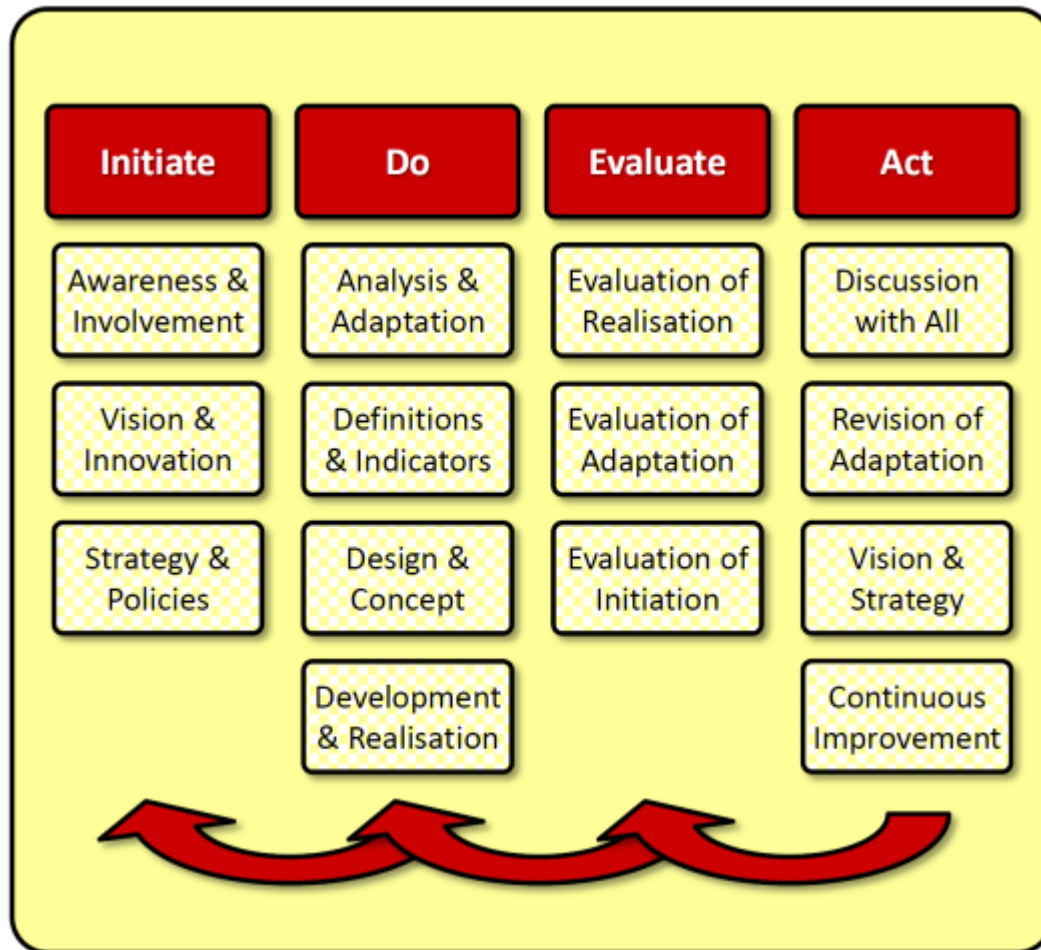 Initiate
Do
Evaluate
Act
Awareness &
Involvement
Analysis &
Adaptation
Evaluation of
Realisation
Discussion
with All
Vision &
Innovation
Definitions
& Indicators
Evaluation of
Adaptation
Revision of
Adaptation
Strategy &
Policies
Design &
Concept
Evaluation of
Initiation
Vision &
Strategy
Development
& Realisation
Continuous
Improvement